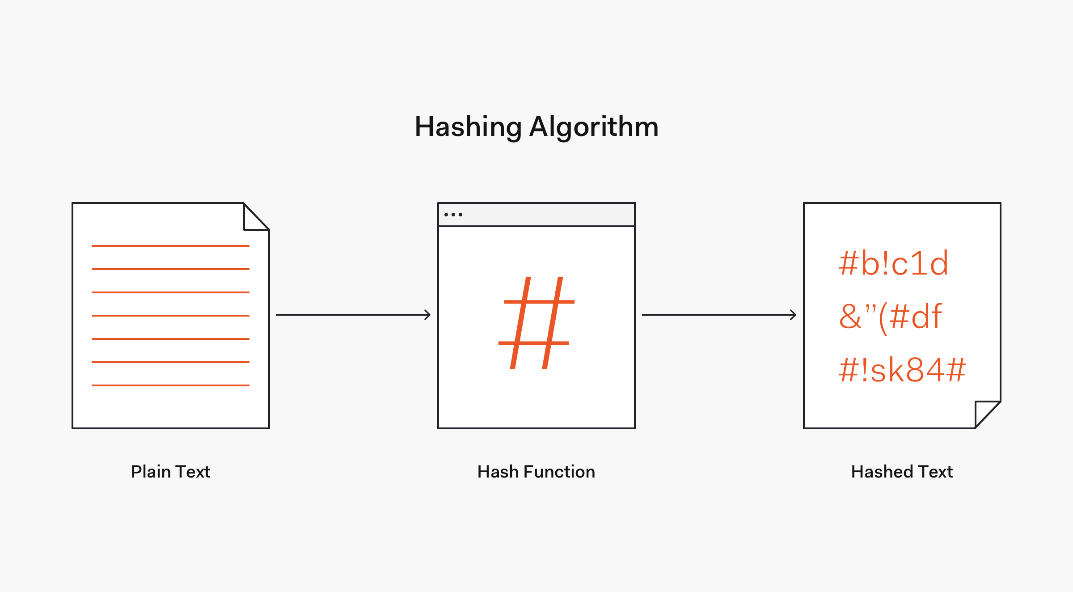 Hashing Algorithm
#
#b!c1d
&”(#df
#!sk84#
Plain Text
Hash Function
Hashed Text